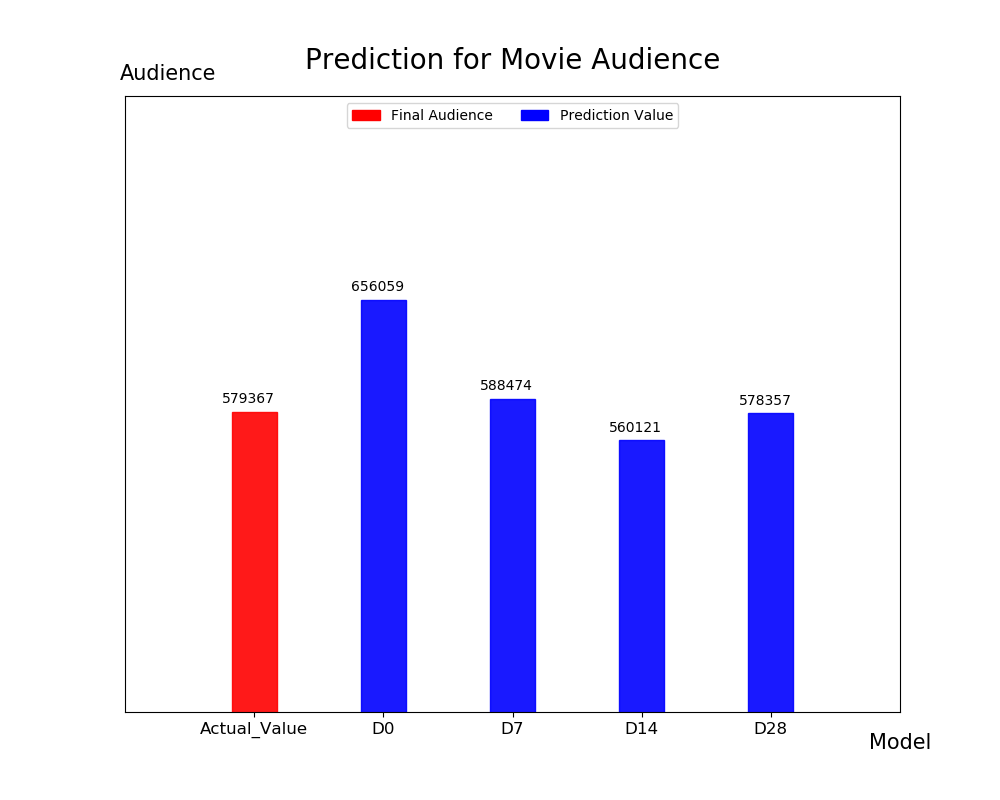 Prediction for Movie Audience
Audience
Final Audience Prediction Value
656059
588474
579367
578357
560121
Actual_Value D0 D7 D14 D28
Model